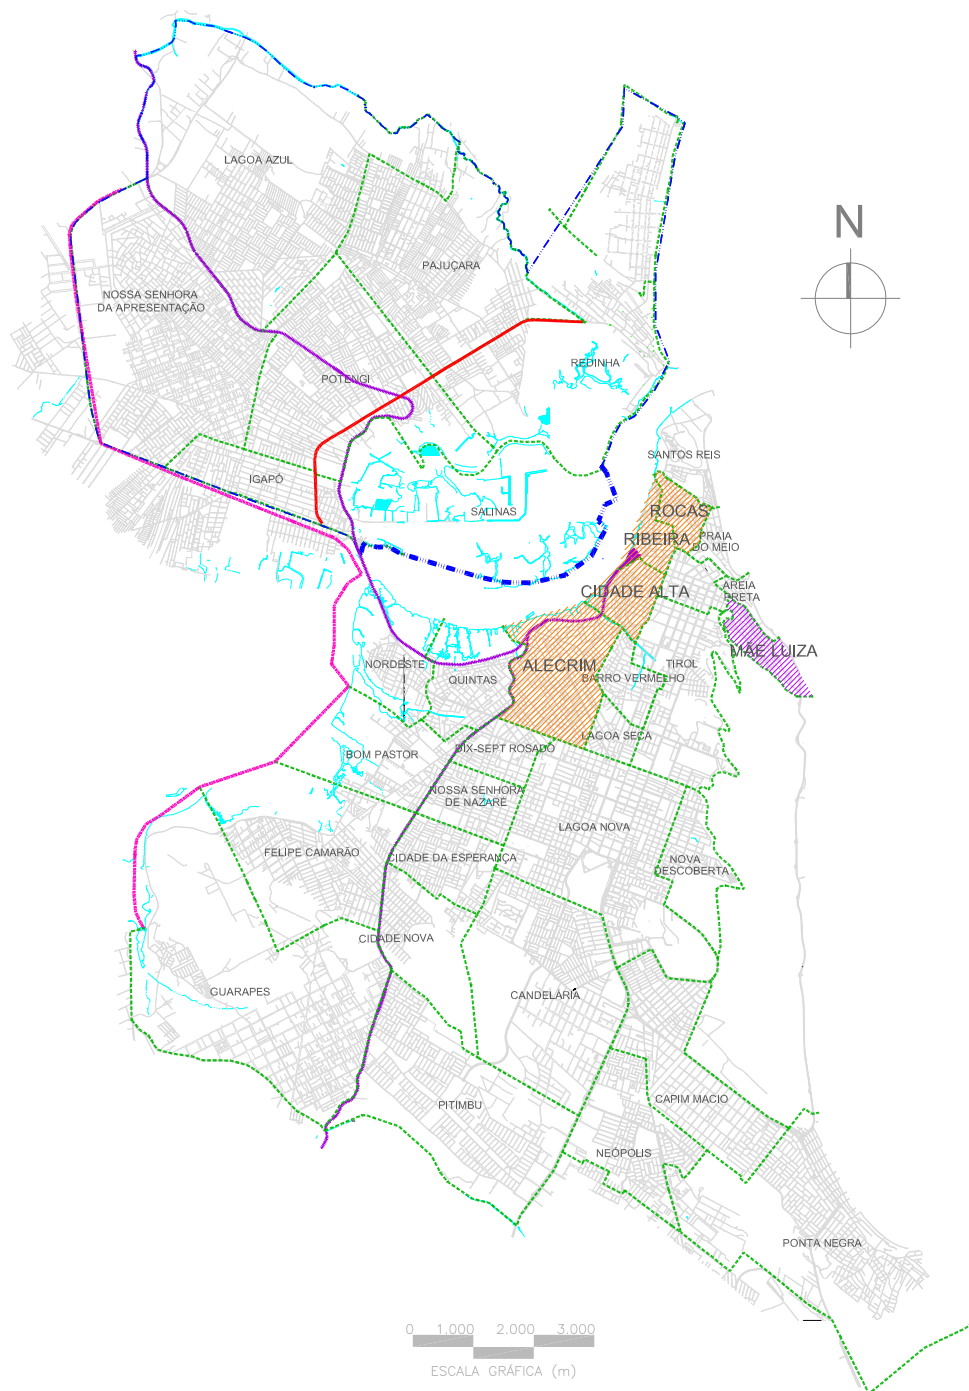 LAGOA AZUL
N
PAJUÇARA
NOSSA SENHORA
DA APRESENTAÇÃO
REDINHA
POTENGI
SANTOS REIS
IGAPÓ
SALINAS
ROCAS
RIBEIRA
PRAIA
DO MEIO
CIDADE ALTA
AREIA
PRETA
MÃE LUIZA
NORDESTE
ALECRIM
TIROL
QUINTAS
BARRO VERMELHO
LAGOA SECA
BOM PASTOR
DIX-SEPT ROSADO
NOSSA SENHORA
DE NAZARÉ
LAGOA NOVA
FELIPE CAMARÃO
CIDADE DA ESPERANÇA
NOVA
DESCOBERTA
CIDADE NOVA
GUARAPES
CANDELÁRIA
PITIMBU
CAPIM MACIO
NEÓPOLIS
PONTA NEGRA
0 1.000 2.000 3.000
ESCALA GRÁFICA (m)